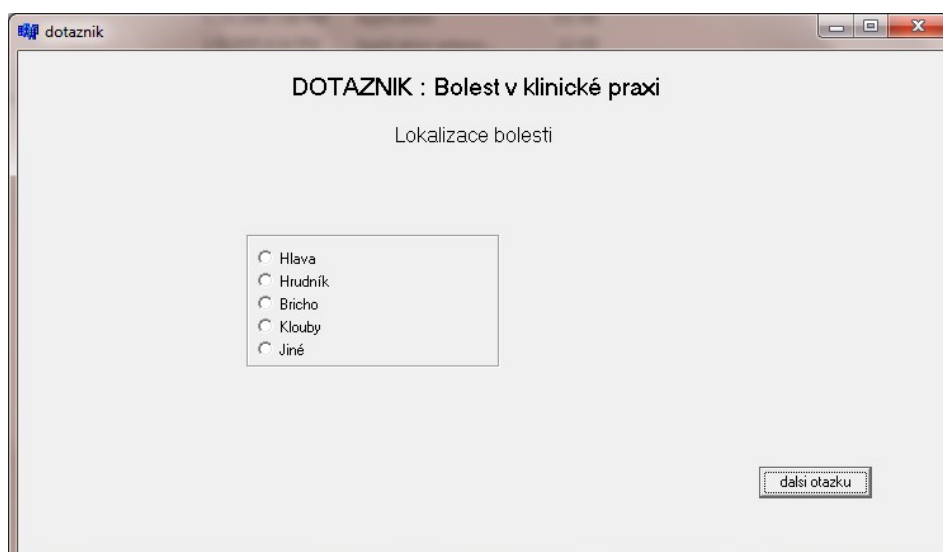 dotaznik
DOTAZNIK : Bolest v klinické praxi
Lokalizace bolesti
Hlava
Hrudník
Bricho
Klouby
Jiné
dalsi otazku